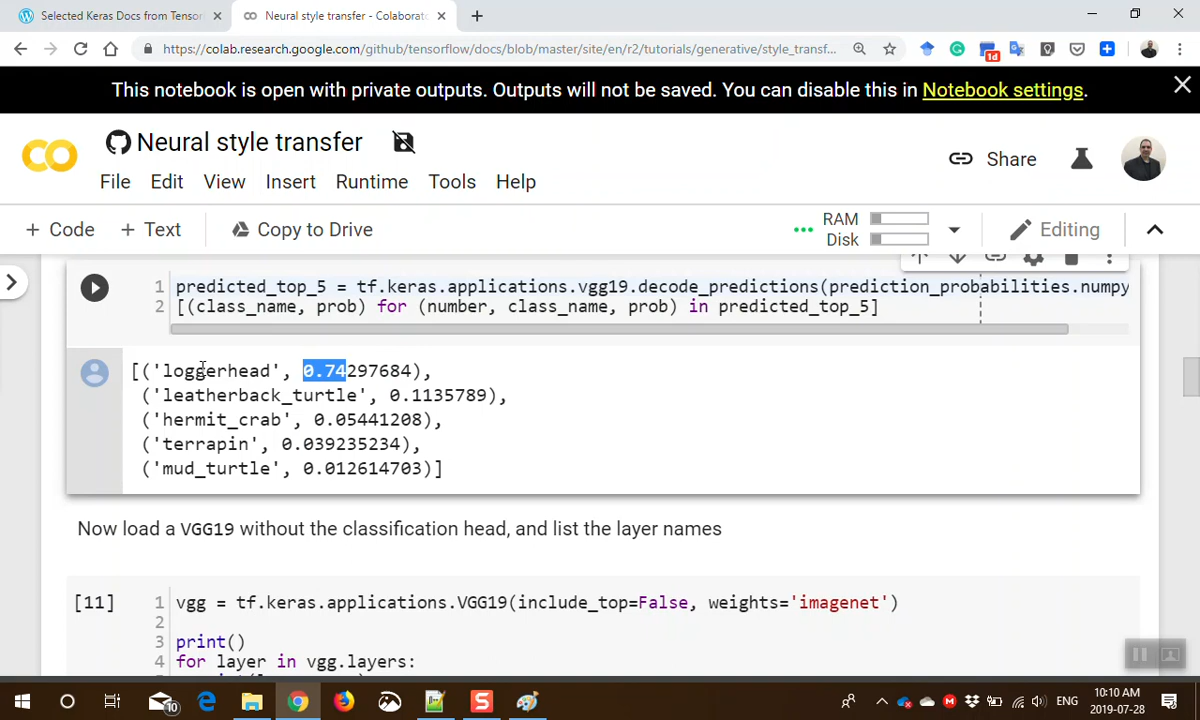 Selected Keras Docs from Tensor
Neural style transfer - Colaborat
https://colab.research.google.com/github/tensorflow/docs/blob/master/site/en/r2/tutorials/generative/style_transf...
1d
This notebook is open with private outputs. Outputs will not be saved. You can disable this in Notebook settings.
Neural style transfer
Share
File Edit View Insert Runtime Tools Help
+ Code + Text Copy to Drive
RAM
Disk
Editing
1 predicted_top_5 = tf.keras.applications.vgg19.decode_predictions(prediction_probabilities.numpy
2 [(class_name, prob) for (number, class_name, prob) in predicted_top_5]
[('loggerhead', 0.74297684),
('leatherback_turtle', 0.1135789),
('hermit_crab', 0.05441208),
('terrapin', 0.039235234),
('mud_turtle', 0.012614703)]
Now load a VGG19 without the classification head, and list the layer names
[11] 1 vgg = tf.keras.applications.VGG19(include_top=False, weights='imagenet')
2
3 print()
4 for layer in vgg.layers:
10
ENG
10:10 AM
2019-07-28